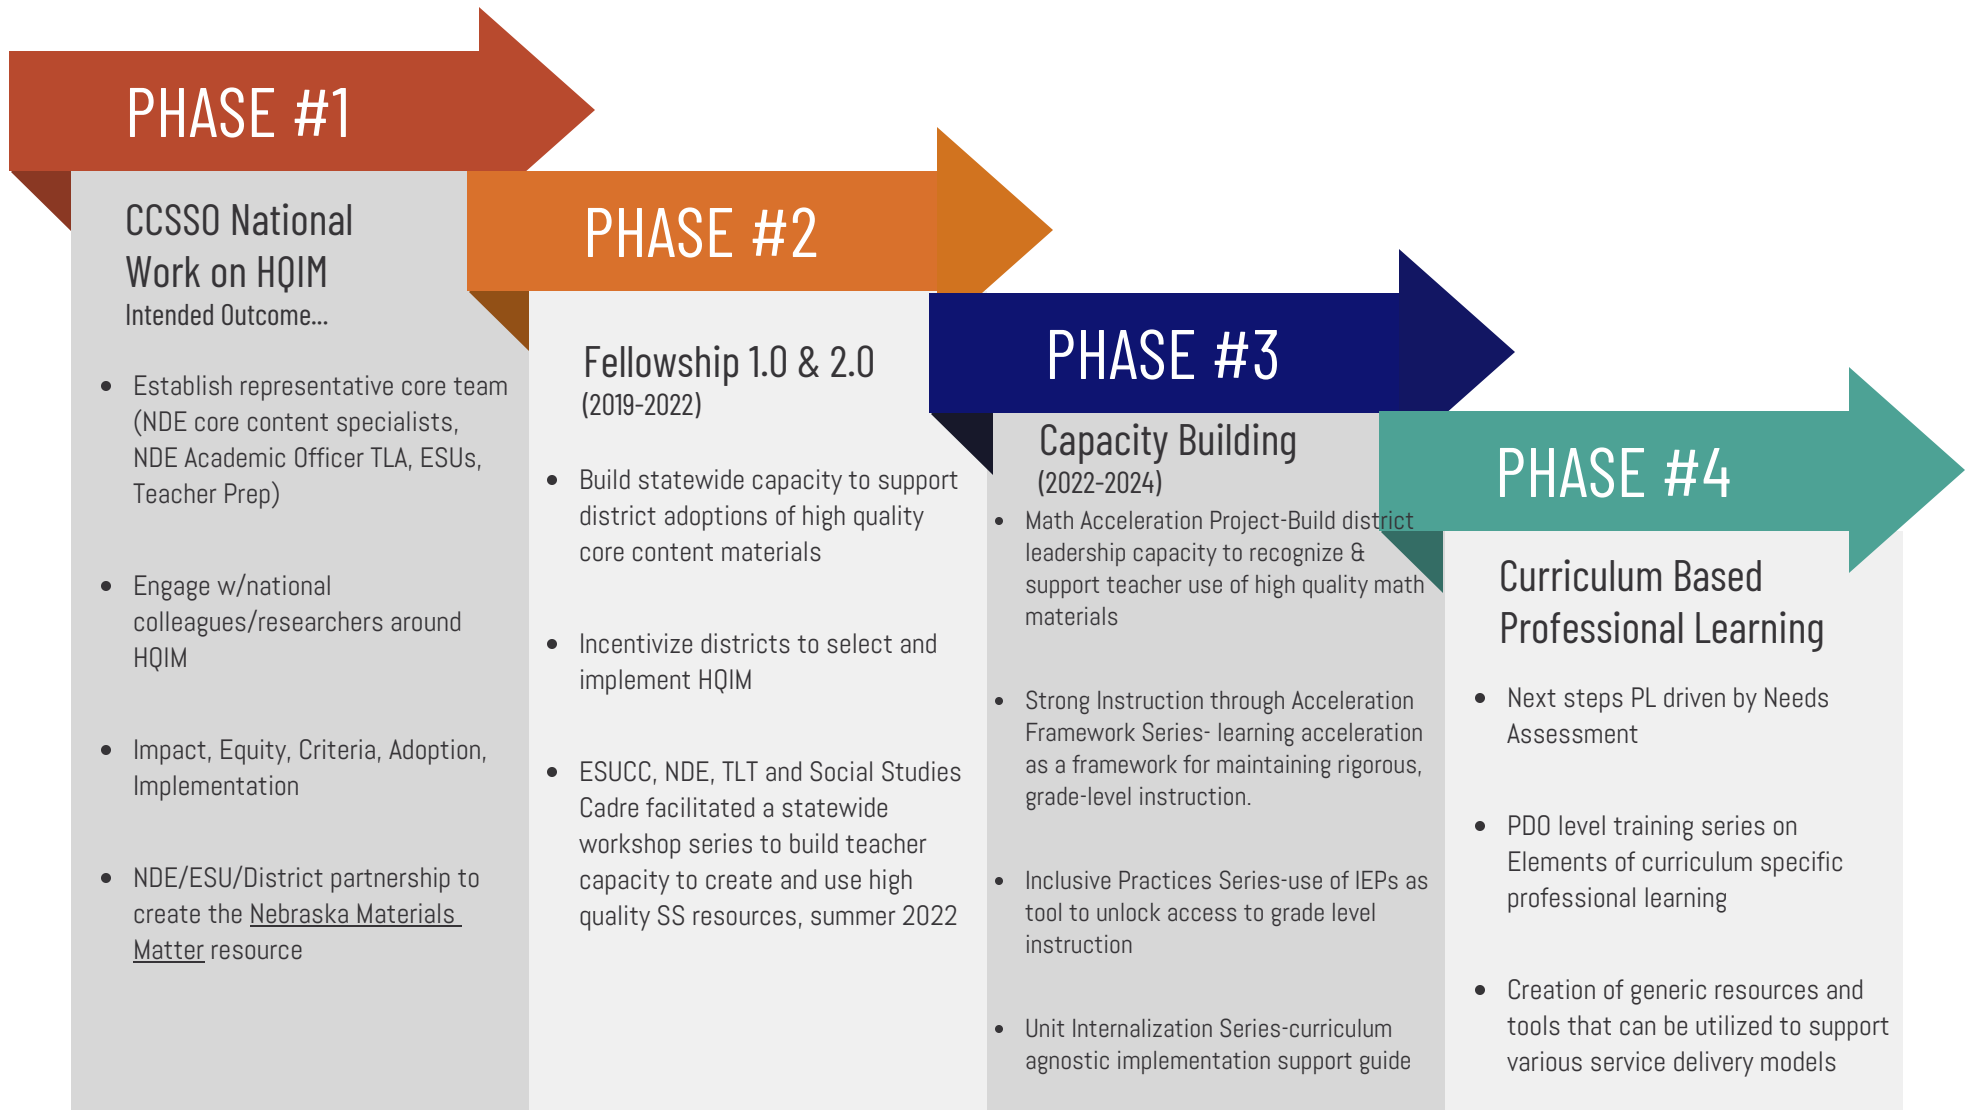 PHASE #1
CCSSO National
Work on HQIM
Intended Outcome...
• Establish representative core team
(NDE core content specialists,
NDE Academic Officer TLA, ESUs,
Teacher Prep)
• Engage w/national
colleagues/researchers around
HQIM
• Impact, Equity, Criteria, Adoption,
Implementation
• NDE/ESU/District partnership to
create the Nebraska Materials
Matter resource
PHASE #2
Fellowship 1.0 & 2.0
(2019-2022)
• Build statewide capacity to support
district adoptions of high quality
core content materials
• Incentivize districts to select and
implement HQIM
• ESUCC, NDE, TLT and Social Studies
Cadre facilitated a statewide
workshop series to build teacher
capacity to create and use high
quality SS resources, summer 2022
PHASE #3
Capacity Building
(2022-2024)
• Math Acceleration Project-Build district
leadership capacity to recognize &
support teacher use of high quality math
materials
• Strong Instruction through Acceleration
Framework Series- learning acceleration
as a framework for maintaining rigorous,
grade-level instruction.
• Inclusive Practices Series-use of IEPs as
tool to unlock access to grade level
instruction
• Unit Internalization Series-curriculum
agnostic implementation support guide
PHASE #4
Curriculum Based
Professional Learning
• Next steps PL driven by Needs
Assessment
• PDO level training series on
Elements of curriculum specific
professional learning
• Creation of generic resources and
tools that can be utilized to support
various service delivery models